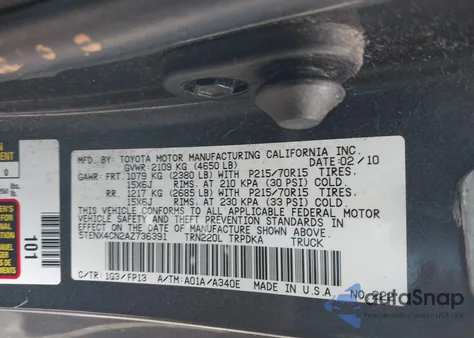 MFD. BY: TOYOTA MOTOR MANUFACTURING CALIFORNIA INC.
GVWR 2109 KG (4650 LB) DATE: 02/10
GAWR: FRT. 1079 KG (2380 LB) WITH P215/70R15 TIRES,
15X6J RIMS, AT 210 KPA (30 PSI) COLD.
RR. 1217 KG (2685 LB) WITH P215/70R15 TIRES,
15X6J RIMS, AT 230 KPA (33 PSI) COLD.
THIS VEHICLE CONFORMS TO ALL APPLICABLE FEDERAL MOTOR
VEHICLE SAFETY AND THEFT PREVENTION STANDARDS IN
EFFECT ON THE DATE OF MANUFACTURE SHOWN ABOVE.
5TENX4CN2AZ736391 TRN220L TRPDKA TRUCK
C/TR: 1G3/FP13 A/TM: A01A/A340E MADE IN U.S.A.
101
autoSnap